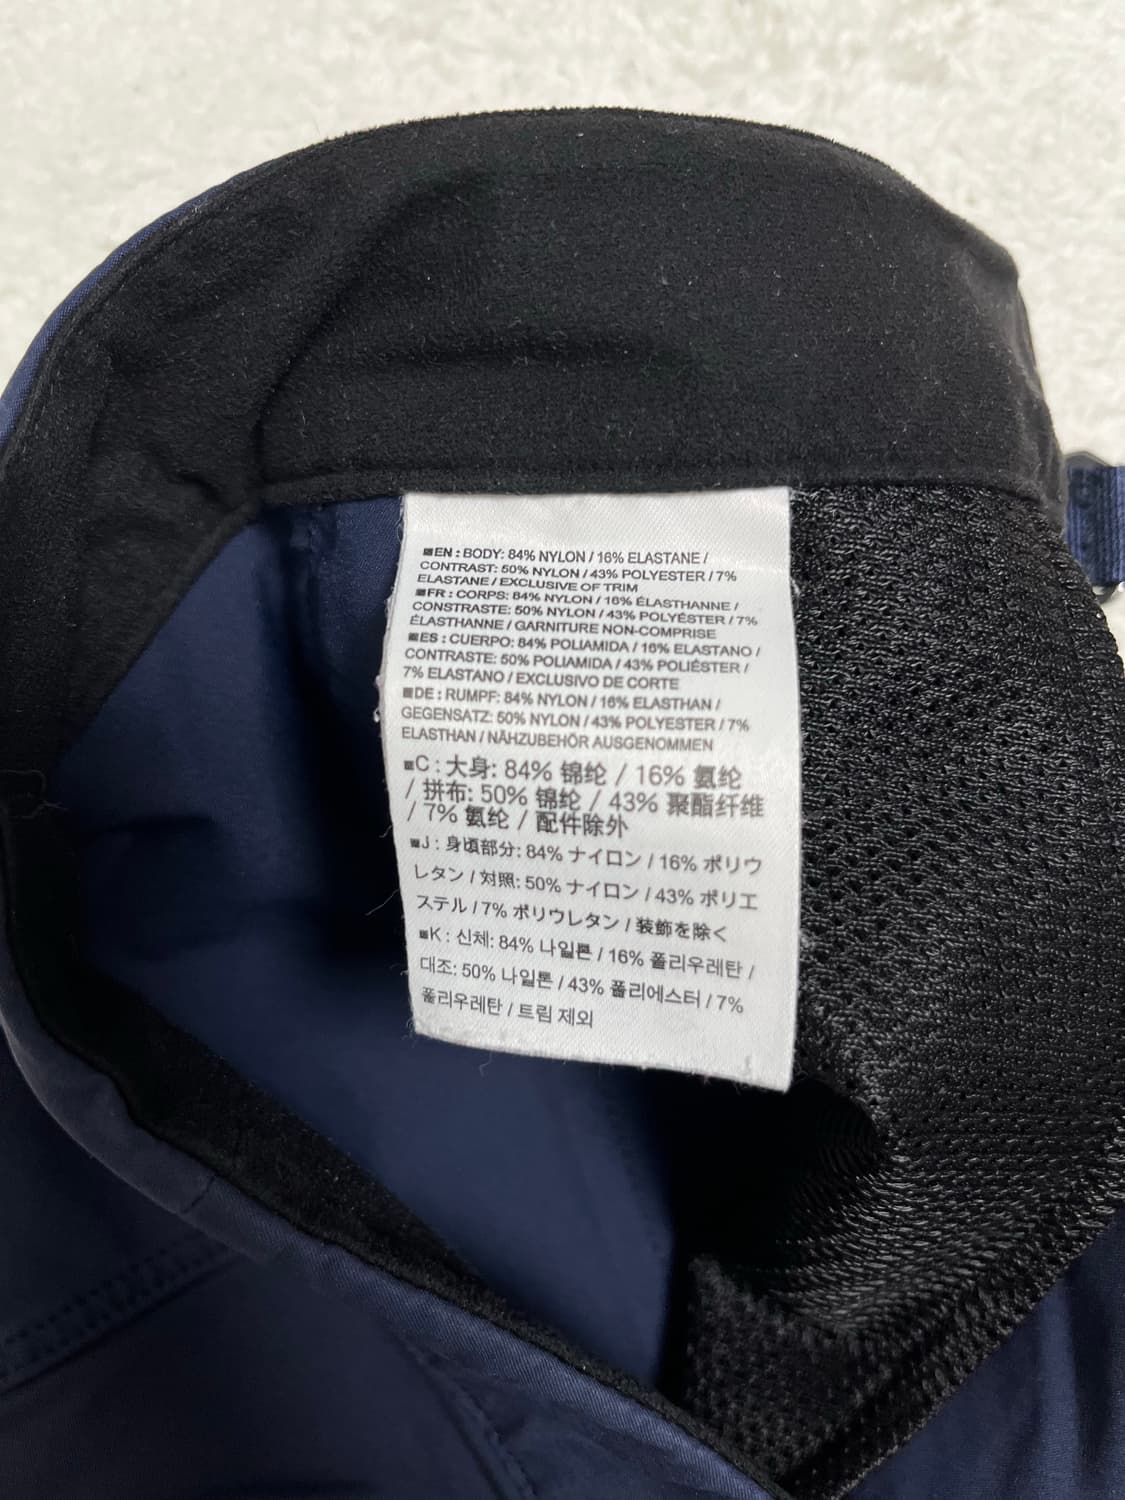 ■EN : BODY: 84% NYLON / 16% ELASTANE /
CONTRAST: 50% NYLON / 43% POLYESTER / 7%
ELASTANE / EXCLUSIVE OF TRIM
■FR : CORPS: 84% NYLON / 16% ÉLASTHANNE /
CONSTRASTE: 50% NYLON / 43% POLYÉSTER / 7%
ÉLASTHANNE / GARNITURE NON-COMPRISE
■ES : CUERPO: 84% POLIAMIDA / 16% ELASTANO /
CONTRASTE: 50% POLIAMIDA / 43% POLIÉSTER /
7% ELASTANO / EXCLUSIVO DE CORTE
■DE : RUMPF: 84% NYLON / 16% ELASTHAN /
GEGENSATZ: 50% NYLON / 43% POLYESTER / 7%
ELASTHAN / NÄHZUBEHÖR AUSGENOMMEN
■C : 大身: 84% 锦纶 / 16% 氨纶
/ 拼布: 50% 锦纶 / 43% 聚酯纤维
/ 7% 氨纶 / 配件除外
■J : 身頃部分: 84% ナイロン / 16% ポリウ
レタン / 対照: 50% ナイロン / 43% ポリエ
ステル / 7% ポリウレタン / 装飾を除く
■K : 신체: 84% 나일론 / 16% 폴리우레탄 /
대조: 50% 나일론 / 43% 폴리에스터 / 7%
폴리우레탄 / 트림 제외